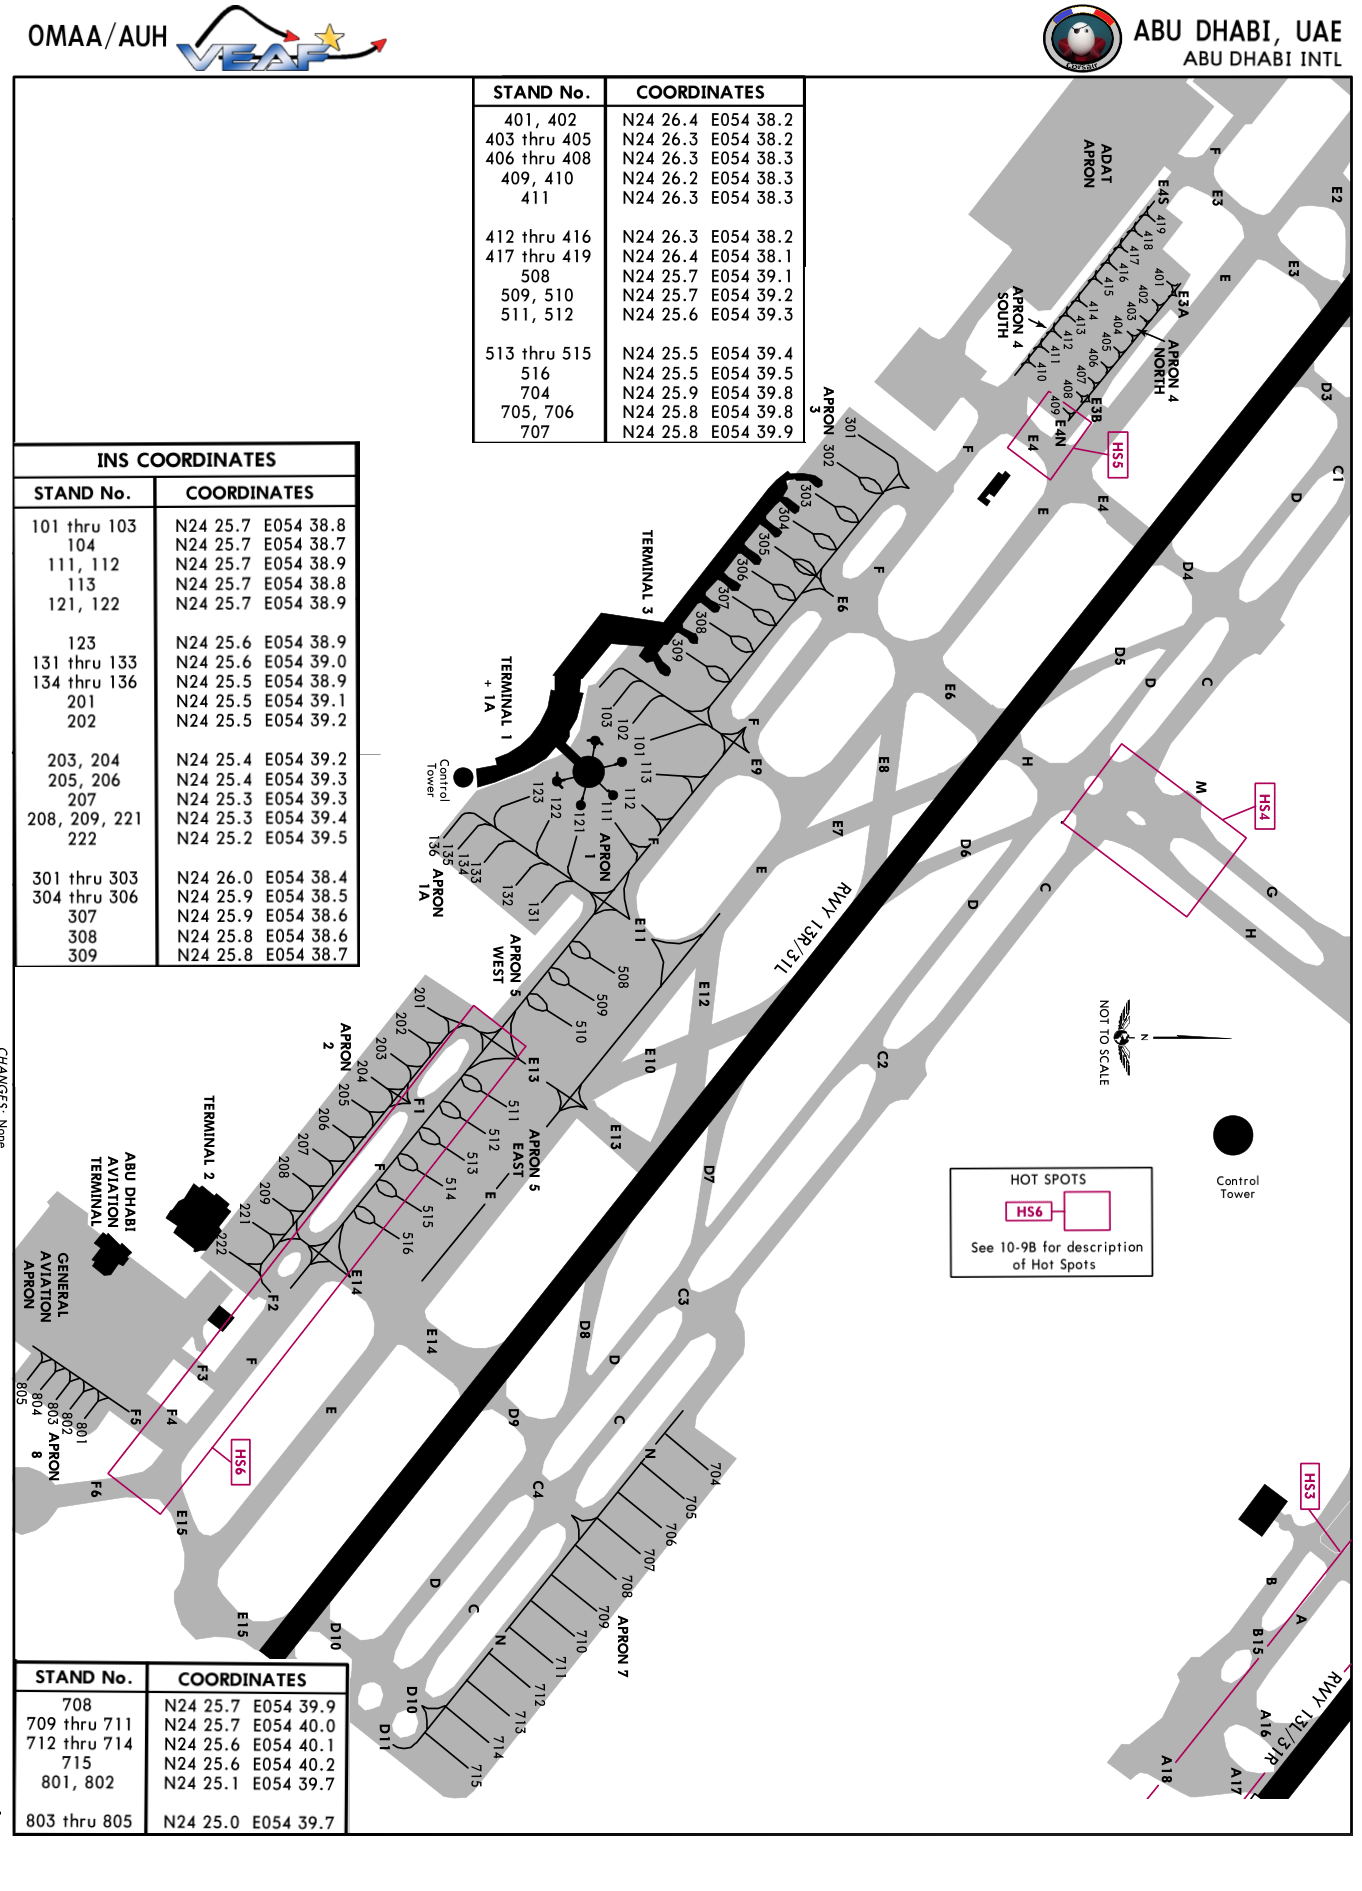 OMAA/AUH
VEAF
Corsair
ABU DHABI, UAE
ABU DHABI INTL
STAND No. COORDINATES
401, 402 N24 26.4 E054 38.2
403 thru 405 N24 26.3 E054 38.2
406 thru 408 N24 26.3 E054 38.3
409, 410 N24 26.2 E054 38.3
411 N24 26.3 E054 38.3
412 thru 416 N24 26.3 E054 38.2
417 thru 419 N24 26.4 E054 38.1
508 N24 25.7 E054 39.1
509, 510 N24 25.7 E054 39.2
511, 512 N24 25.6 E054 39.3
513 thru 515 N24 25.5 E054 39.4
516 N24 25.5 E054 39.5
704 N24 25.9 E054 39.8
705, 706 N24 25.8 E054 39.8
707 N24 25.8 E054 39.9
INS COORDINATES
STAND No. COORDINATES
101 thru 103 N24 25.7 E054 38.8
104 N24 25.7 E054 38.7
111, 112 N24 25.7 E054 38.9
113 N24 25.7 E054 38.8
121, 122 N24 25.7 E054 38.9
123 N24 25.6 E054 38.9
131 thru 133 N24 25.6 E054 39.0
134 thru 136 N24 25.5 E054 38.9
201 N24 25.5 E054 39.1
202 N24 25.5 E054 39.2
203, 204 N24 25.4 E054 39.2
205, 206 N24 25.4 E054 39.3
207 N24 25.3 E054 39.3
208, 209, 221 N24 25.3 E054 39.4
222 N24 25.2 E054 39.5
301 thru 303 N24 26.0 E054 38.4
304 thru 306 N24 25.9 E054 38.5
307 N24 25.9 E054 38.6
308 N24 25.8 E054 38.6
309 N24 25.8 E054 38.7
ADAT
APRON
F
E3
E2
E4S
419
418
417
416
415
414
413
412
411
410
401
402
403
404
405
406
407
408
409
E3A
E3B
E4N
E4
E
E3
APRON 4
SOUTH
APRON 4
NORTH
HS5
D3
C1
D
E4
E
F
D4
APRON
3
301
302
303
304
305
306
307
308
309
TERMINAL 3
F
E6
E6
D5
D
C
TERMINAL 1
+ 1A
Control
Tower
103
102
101
113
112
111
121
122
123
136
135
134
133
132
131
APRON
1
APRON
1A
F
E9
F
E11
E8
E7
E
H
M
HS4
G
H
D6
D
C
RWY 13R/31L
APRON 5
WEST
508
509
510
E12
E10
E13
E13
C2
NOT TO SCALE
N
Control
Tower
HOT SPOTS
HS6
See 10-9B for description
of Hot Spots
201
202
203
204
205
206
207
208
209
221
222
APRON
2
F1
F
511
512
513
514
515
516
APRON 5
EAST
E
D7
E14
E14
F2
TERMINAL 2
ABU DHABI
AVIATION
TERMINAL
GENERAL
AVIATION
APRON
CHANGES: None
F
F3
F4
F5
F6
805
804
803
802
801
APRON
8
HS6
E
E15
E15
D10
C3
D8
D
C
D9
C4
N
704
705
706
707
708
709
710
711
712
713
714
715
APRON 7
D
C
N
D10
D11
HS3
B
A
B15
A16
A17
A18
RWY 13L/31R
STAND No. COORDINATES
708 N24 25.7 E054 39.9
709 thru 711 N24 25.7 E054 40.0
712 thru 714 N24 25.6 E054 40.1
715 N24 25.6 E054 40.2
801, 802 N24 25.1 E054 39.7
803 thru 805 N24 25.0 E054 39.7